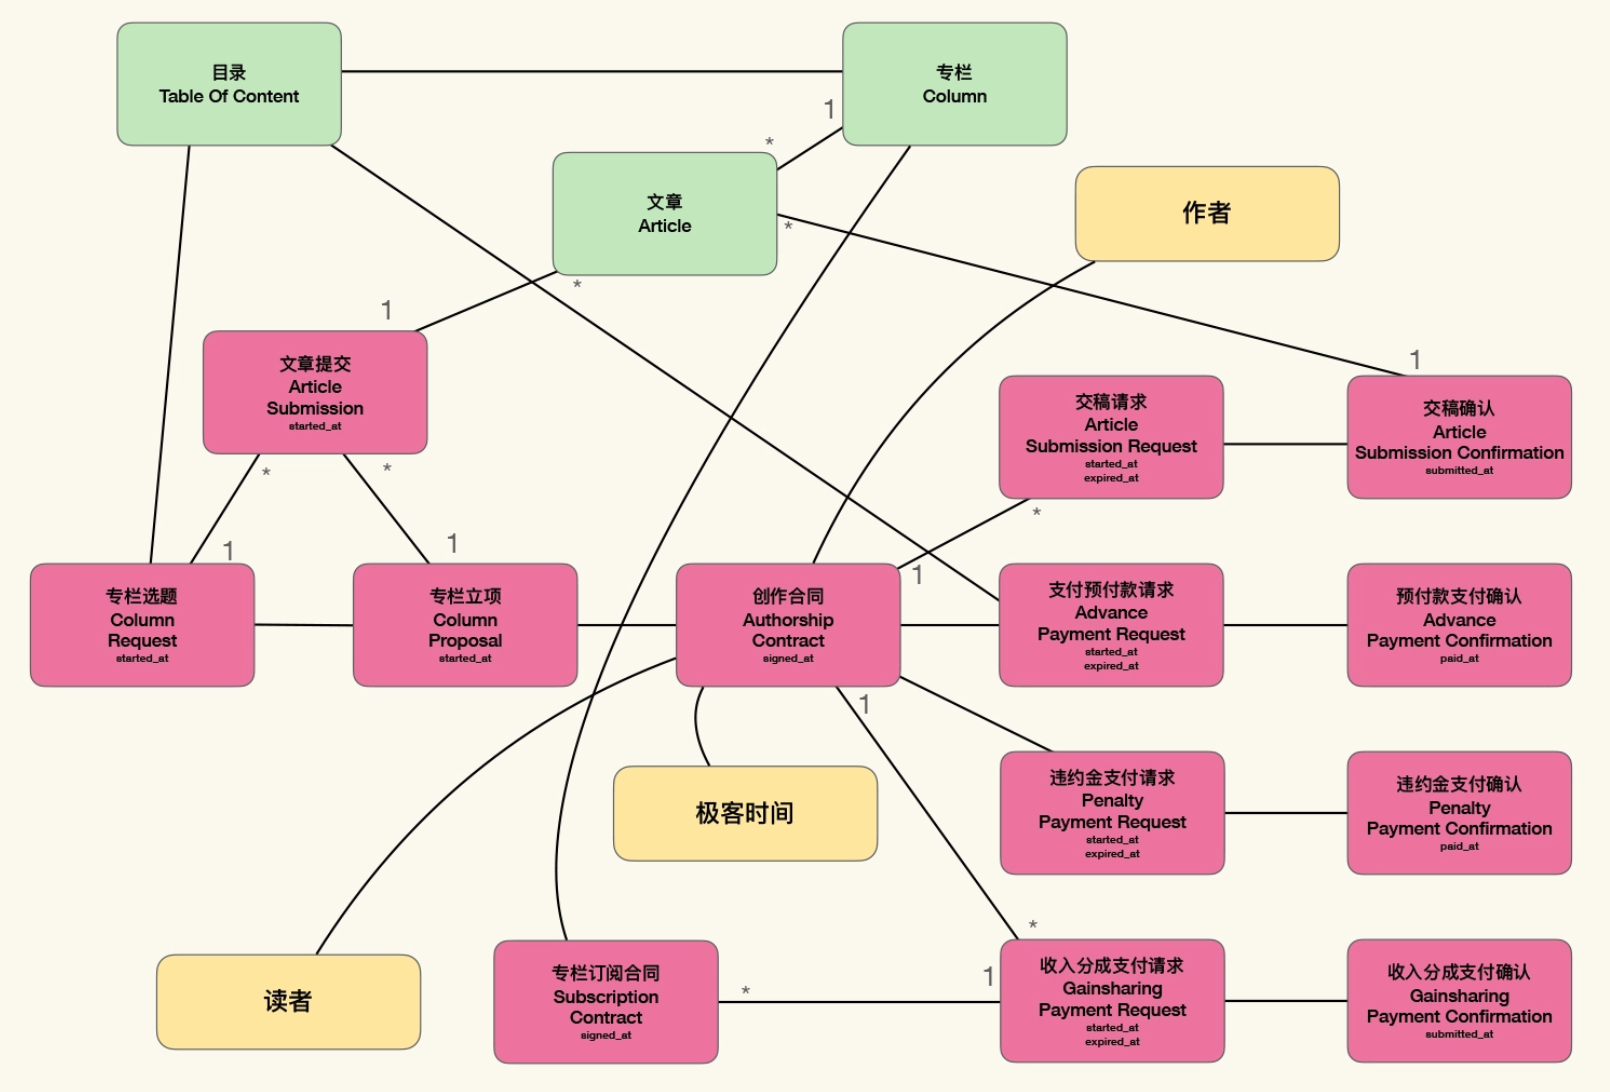 目录
Table Of Content
专栏
Column
1
*
文章
Article
*
*
作者
1
文章提交
Article
Submission
started_at
*
*
1
交稿请求
Article
Submission Request
started_at
expired_at
交稿确认
Article
Submission Confirmation
submitted_at
*
1
1
1
专栏选题
Column
Request
started_at
专栏立项
Column
Proposal
started_at
创作合同
Authorship
Contract
signed_at
支付预付款请求
Advance
Payment Request
started_at
expired_at
预付款支付确认
Advance
Payment Confirmation
paid_at
1
极客时间
违约金支付请求
Penalty
Payment Request
started_at
expired_at
违约金支付确认
Penalty
Payment Confirmation
paid_at
*
读者
专栏订阅合同
Subscription
Contract
signed_at
*
1
收入分成支付请求
Gainsharing
Payment Request
started_at
expired_at
收入分成支付确认
Gainsharing
Payment Confirmation
submitted_at